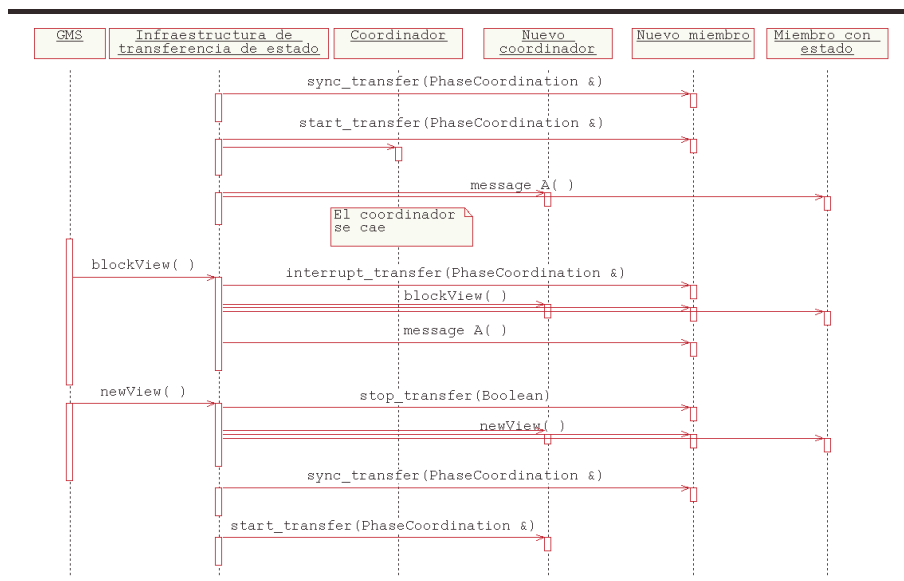 GMS
Infraestructura de
transferencia de estado
Coordinador
Nuevo
coordinador
Nuevo miembro
Miembro con
estado
sync_transfer(PhaseCoordination &)
start_transfer(PhaseCoordination &)
message A( )
El coordinador
se cae
blockView( )
interrupt_transfer(PhaseCoordination &)
blockView( )
message A( )
newView( )
stop_transfer(Boolean)
newView( )
sync_transfer(PhaseCoordination &)
start_transfer(PhaseCoordination &)